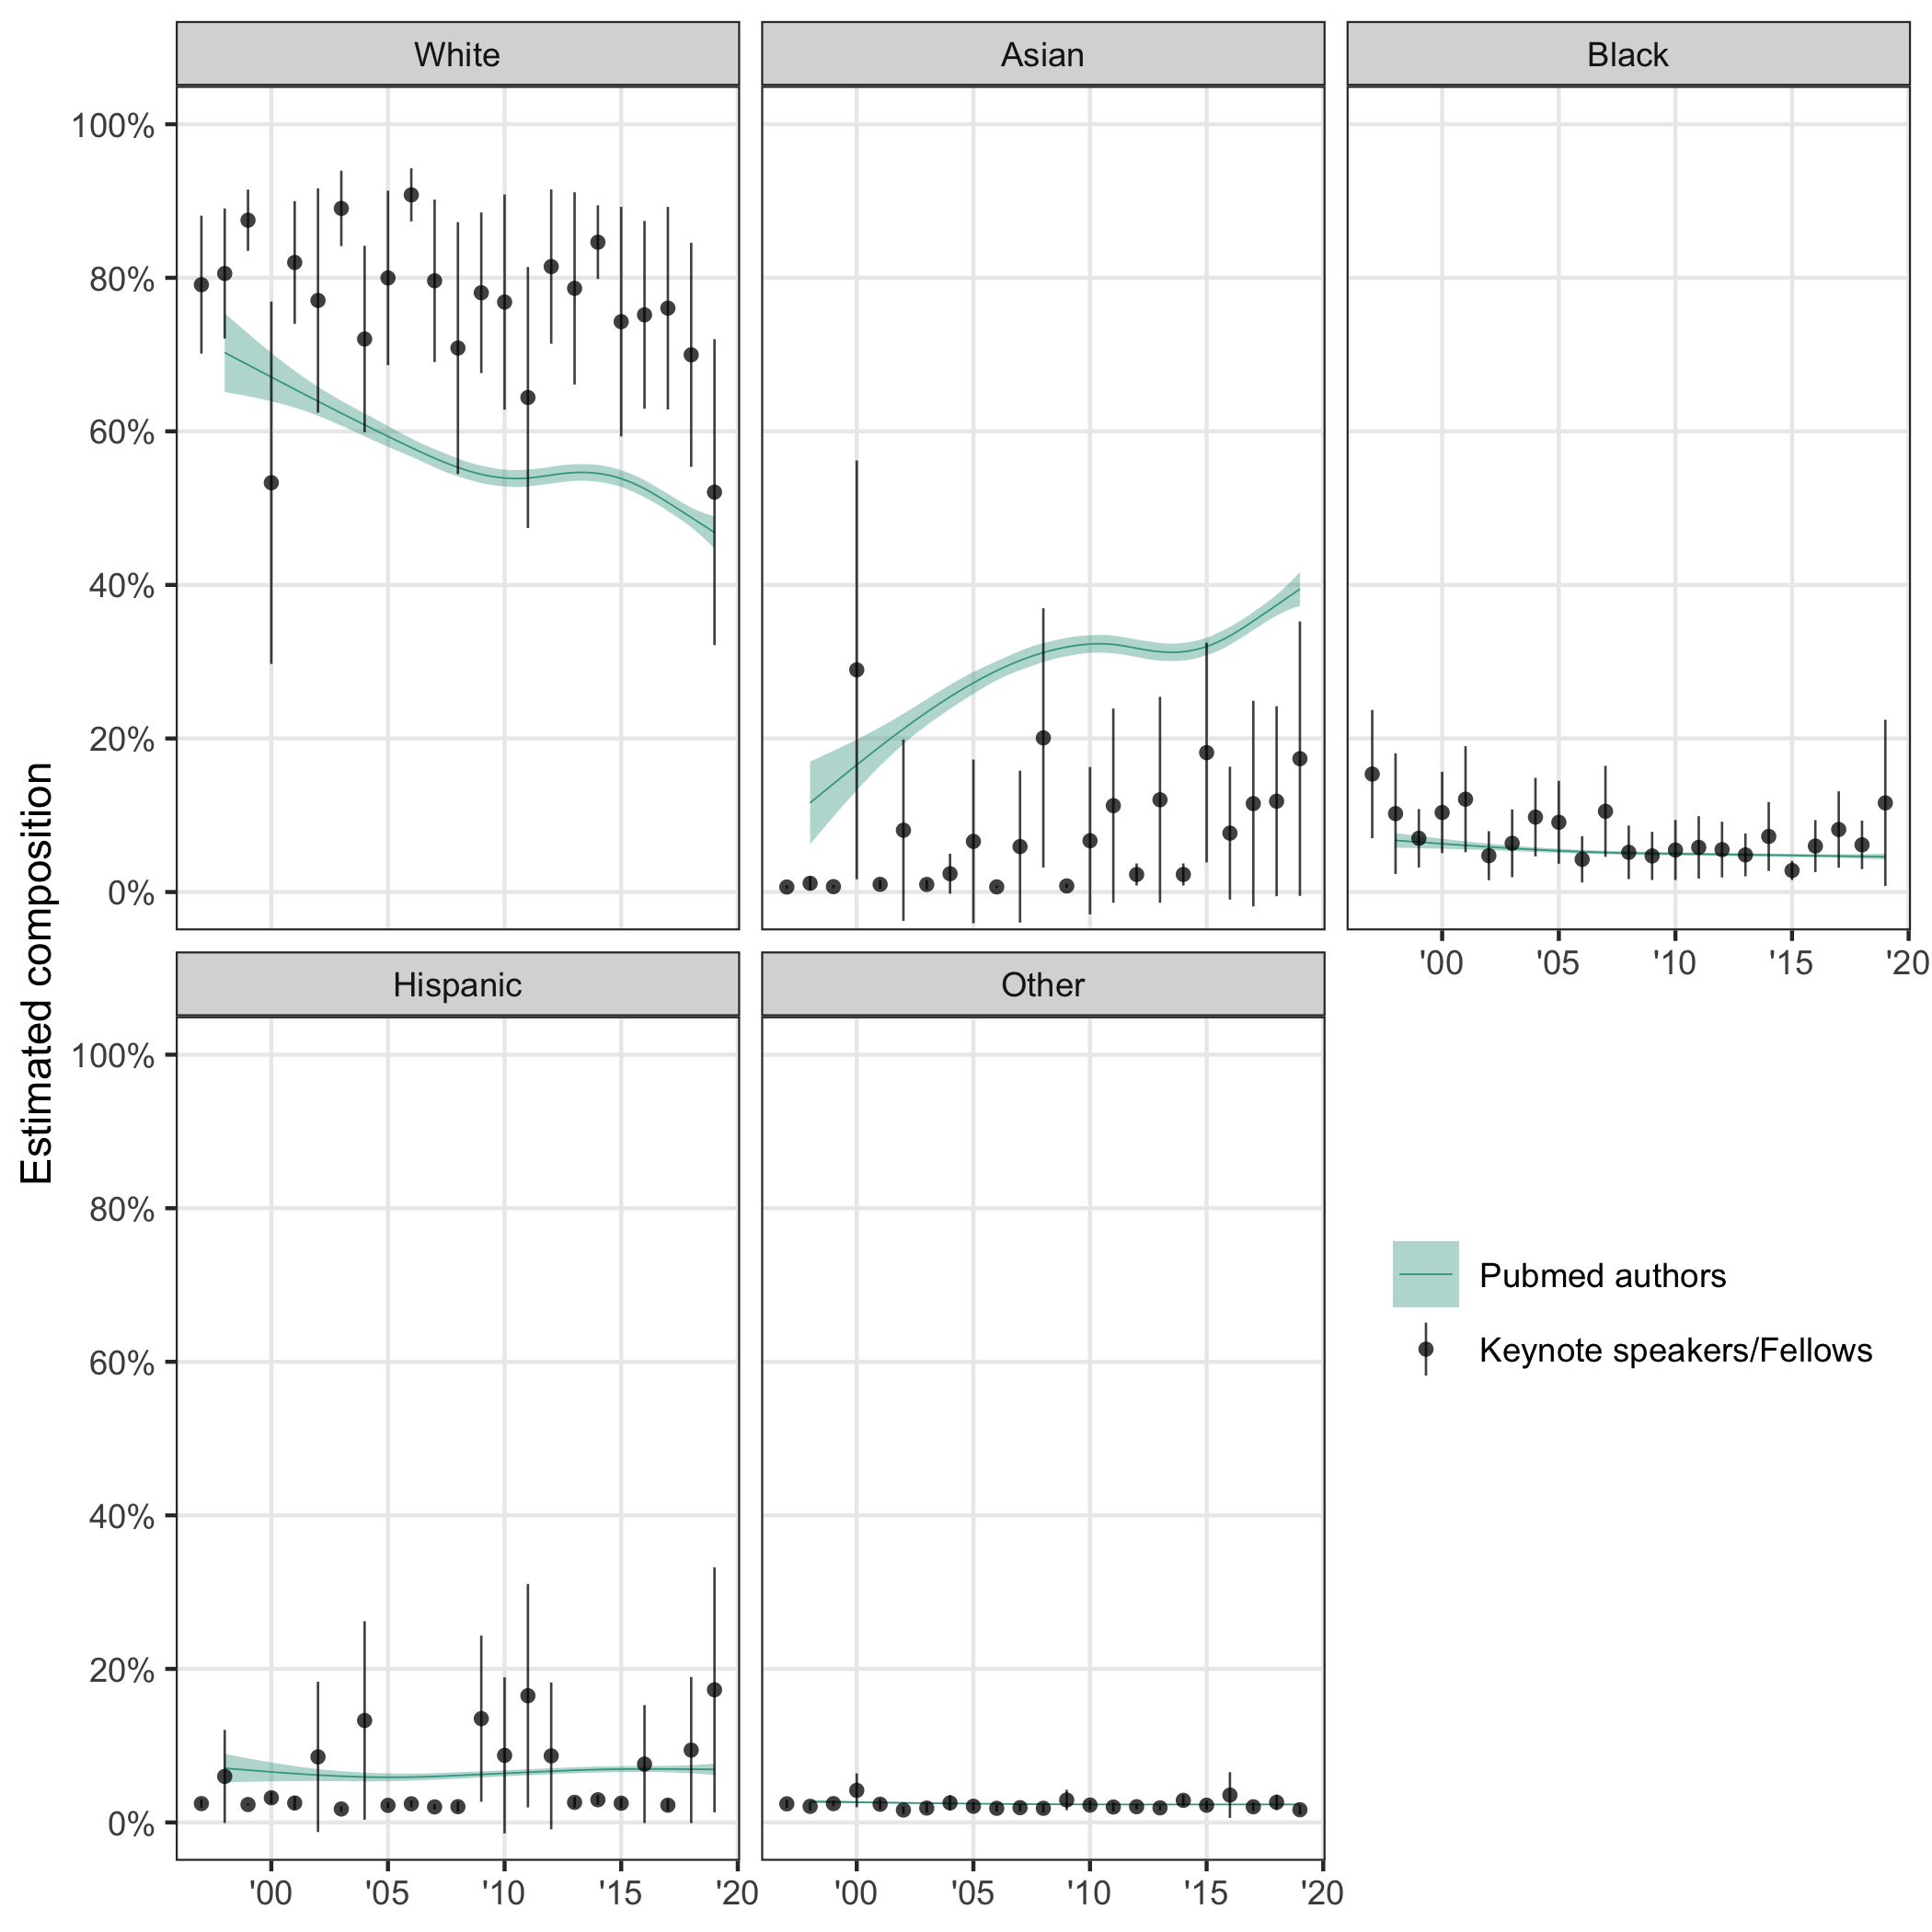 White
Asian
Black
100%
80%
60%
40%
20%
0%
'00 '05 '10 '15 '20
Estimated composition
Hispanic
Other
100%
80%
60%
40%
20%
0%
'00 '05 '10 '15 '20
'00 '05 '10 '15 '20
Pubmed authors
Keynote speakers/Fellows